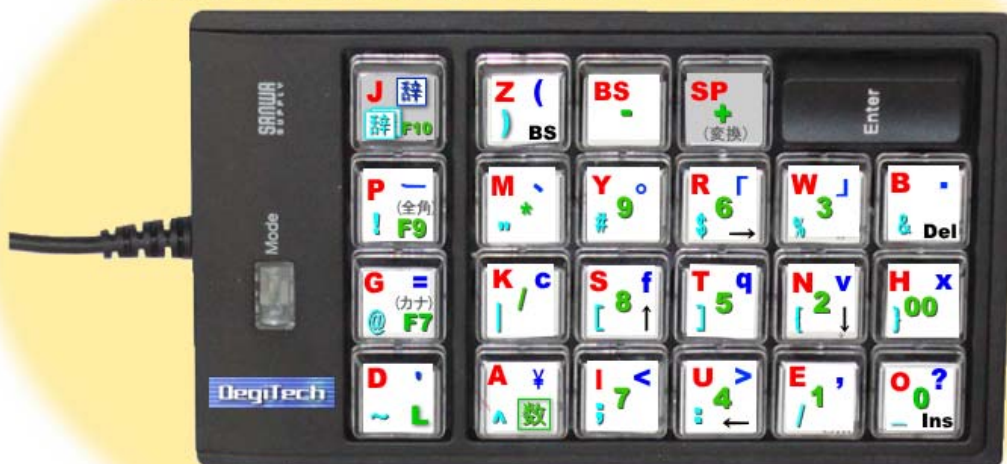 SANWA
SUPPLY
Mode
DegiTech
J 辞
辞 F10
Z (
) BS
BS
-
SP
+
(変換)
Enter
P ー
(全角)
! F9
M 、
" *
Y 。
# 9
R 「
6
$ →
W 」
3
%
B ・
& Del
G =
(カナ)
@ F7
K c
/
|
S f
8
[ ↑
T q
5
]
N v
2
[ ↓
H x
00
}
D '
~ L
A ¥
^ 数
I <
7
;
U >
4
: ←
E ,
1
/
O ?
0
_ Ins